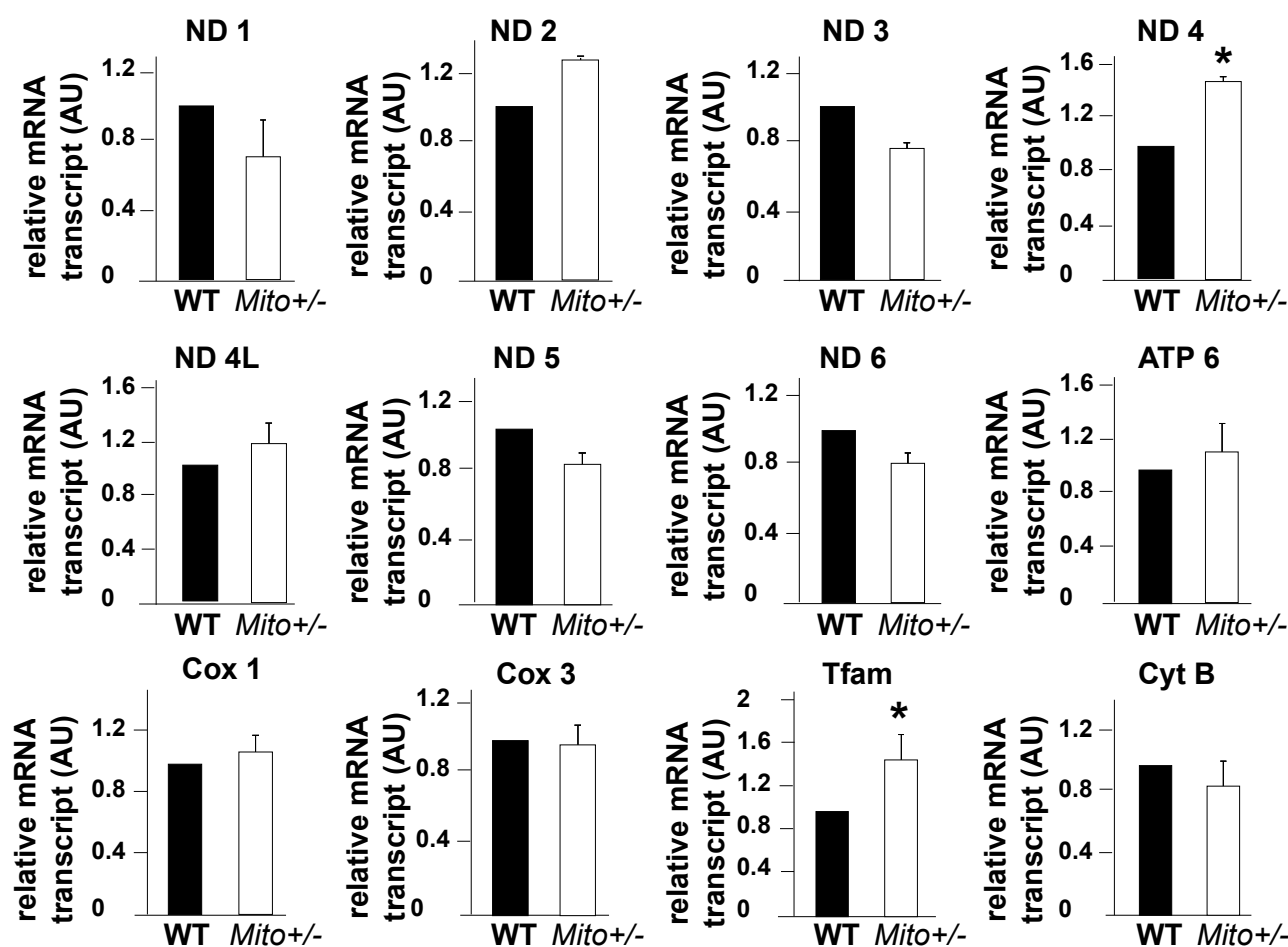 ND 1
relative mRNA
transcript (AU)
1.2
0.8
0.4
0
WT Mito+/-
ND 2
relative mRNA
transcript (AU)
1.2
0.8
0.4
0
WT Mito+/-
ND 3
relative mRNA
transcript (AU)
1.2
0.8
0.4
0
WT Mito+/-
ND 4
relative mRNA
transcript (AU)
1.6
1.2
0.8
0.4
0
*
WT Mito+/-
ND 4L
relative mRNA
transcript (AU)
1.6
1.2
0.8
0.4
0
WT Mito+/-
ND 5
relative mRNA
transcript (AU)
1.2
0.8
0.4
0
WT Mito+/-
ND 6
relative mRNA
transcript (AU)
1.2
0.8
0.4
0
WT Mito+/-
ATP 6
relative mRNA
transcript (AU)
1.6
1.2
0.8
0.4
0
WT Mito+/-
Cox 1
relative mRNA
transcript (AU)
1.2
0.8
0.4
0
WT Mito+/-
Cox 3
relative mRNA
transcript (AU)
1.2
0.8
0.4
0
WT Mito+/-
Tfam
relative mRNA
transcript (AU)
2
1.6
1.2
0.8
0.4
0
*
WT Mito+/-
Cyt B
relative mRNA
transcript (AU)
1.2
0.8
0.4
0
WT Mito+/-